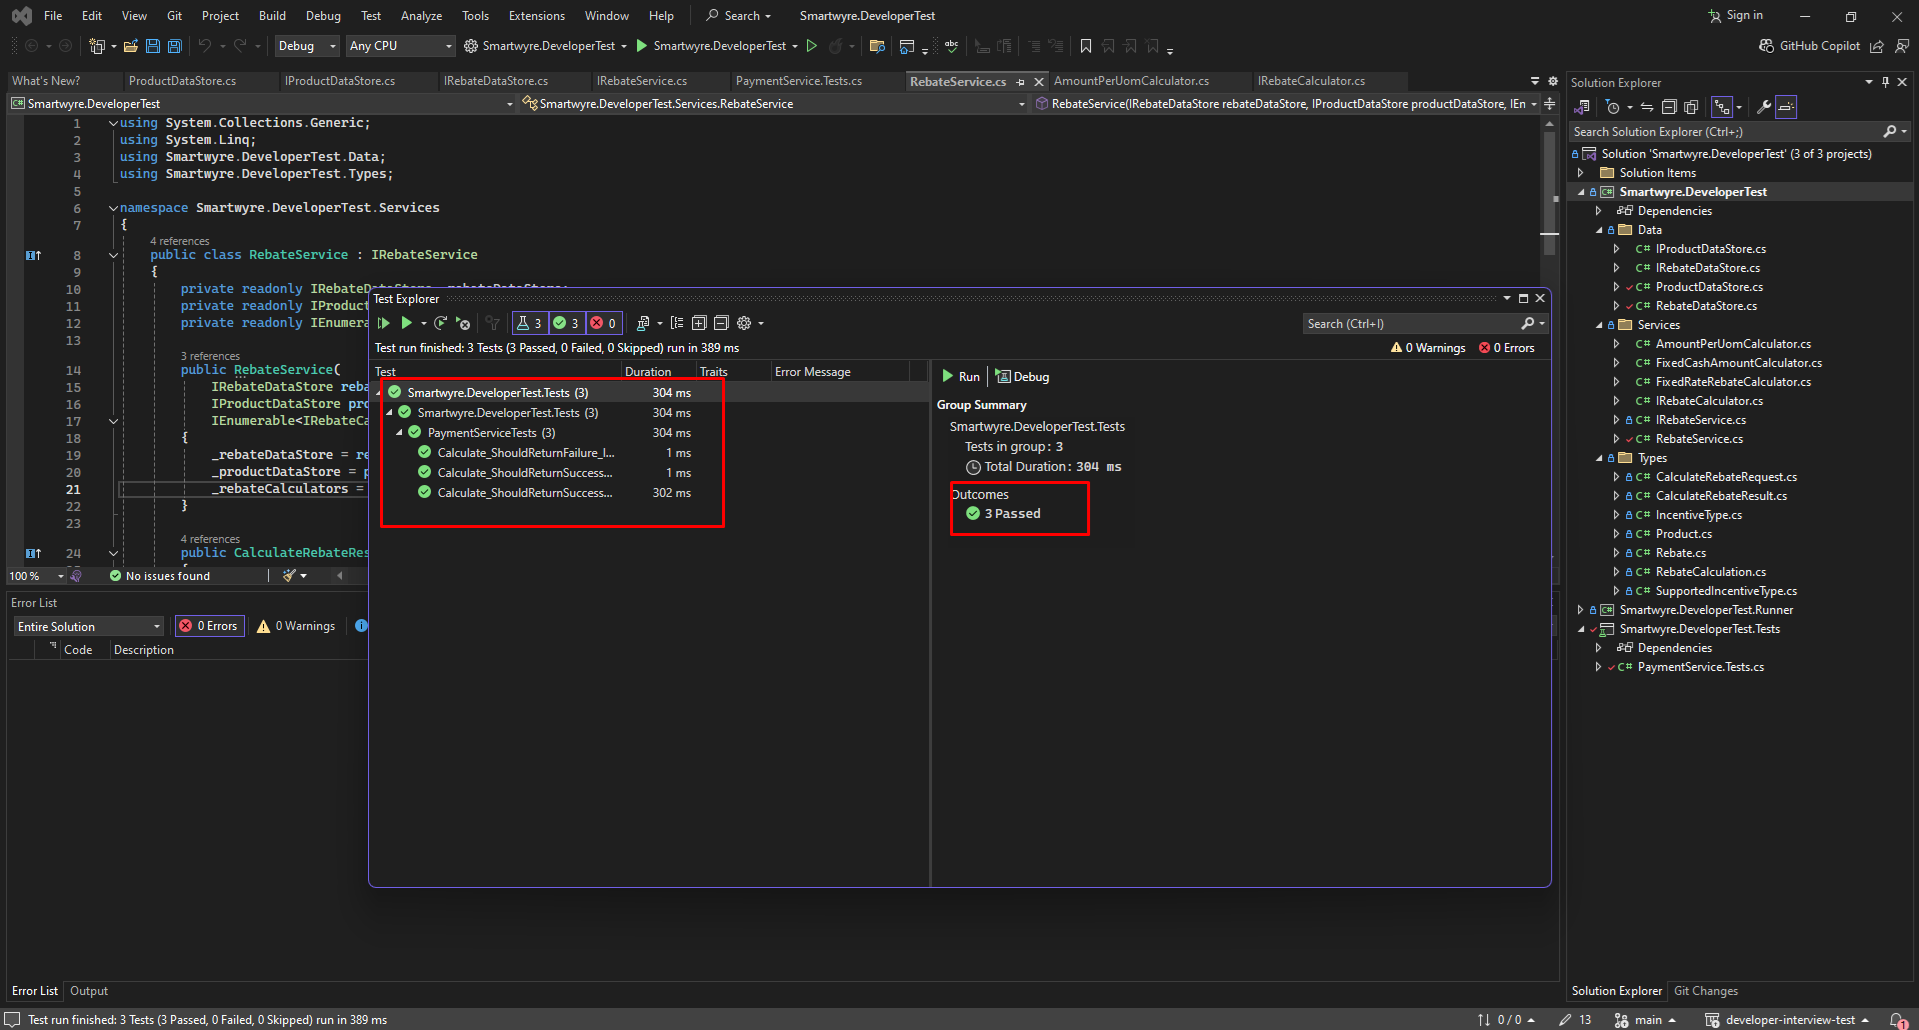 File Edit View Git Project Build Debug Test Analyze Tools Extensions Window Help Search Smartwyre.DeveloperTest Sign in
Debug Any CPU Smartwyre.DeveloperTest Smartwyre.DeveloperTest GitHub Copilot
What's New? ProductDataStore.cs IProductDataStore.cs IRebateDataStore.cs IRebateService.cs PaymentService.Tests.cs RebateService.cs AmountPerUomCalculator.cs IRebateCalculator.cs
Smartwyre.DeveloperTest Smartwyre.DeveloperTest.Services.RebateService RebateService(IRebateDataStore rebateDataStore, IProductDataStore productDataStore, IEn
1 using System.Collections.Generic;
2 using System.Linq;
3 using Smartwyre.DeveloperTest.Data;
4 using Smartwyre.DeveloperTest.Types;
5
6 namespace Smartwyre.DeveloperTest.Services
7 {
4 references
8 public class RebateService : IRebateService
9 {
10 private readonly IRebateDataStore _rebateDataStore;
11 private readonly IProduct
12 private readonly IEnumera
13
3 references
14 public RebateService(
15 IRebateDataStore reba
16 IProductDataStore pro
17 IEnumerable<IRebateCa
18 {
19 _rebateDataStore = re
20 _productDataStore = p
21 _rebateCalculators =
22 }
23
4 references
24 public CalculateRebateRes
100 % No issues found
Error List
Entire Solution 0 Errors 0 Warnings
Code Description
Test Explorer
3 3 0 Search (Ctrl+I)
Test run finished: 3 Tests (3 Passed, 0 Failed, 0 Skipped) run in 389 ms 0 Warnings 0 Errors
Test Duration Traits Error Message
Smartwyre.DeveloperTest.Tests (3) 304 ms
Smartwyre.DeveloperTest.Tests (3) 304 ms
PaymentServiceTests (3) 304 ms
Calculate_ShouldReturnFailure_I... 1 ms
Calculate_ShouldReturnSuccess... 1 ms
Calculate_ShouldReturnSuccess... 302 ms
Run Debug
Group Summary
Smartwyre.DeveloperTest.Tests
Tests in group: 3
Total Duration: 304 ms
Outcomes
3 Passed
Solution Explorer
Search Solution Explorer (Ctrl+;)
Solution 'Smartwyre.DeveloperTest' (3 of 3 projects)
Solution Items
C# Smartwyre.DeveloperTest
Dependencies
Data
C# IProductDataStore.cs
C# IRebateDataStore.cs
C# ProductDataStore.cs
C# RebateDataStore.cs
Services
C# AmountPerUomCalculator.cs
C# FixedCashAmountCalculator.cs
C# FixedRateRebateCalculator.cs
C# IRebateCalculator.cs
C# IRebateService.cs
C# RebateService.cs
Types
C# CalculateRebateRequest.cs
C# CalculateRebateResult.cs
C# IncentiveType.cs
C# Product.cs
C# Rebate.cs
C# RebateCalculation.cs
C# SupportedIncentiveType.cs
C# Smartwyre.DeveloperTest.Runner
Smartwyre.DeveloperTest.Tests
Dependencies
C# PaymentService.Tests.cs
Error List Output Solution Explorer Git Changes
Test run finished: 3 Tests (3 Passed, 0 Failed, 0 Skipped) run in 389 ms 0 / 0 13 main developer-interview-test 1